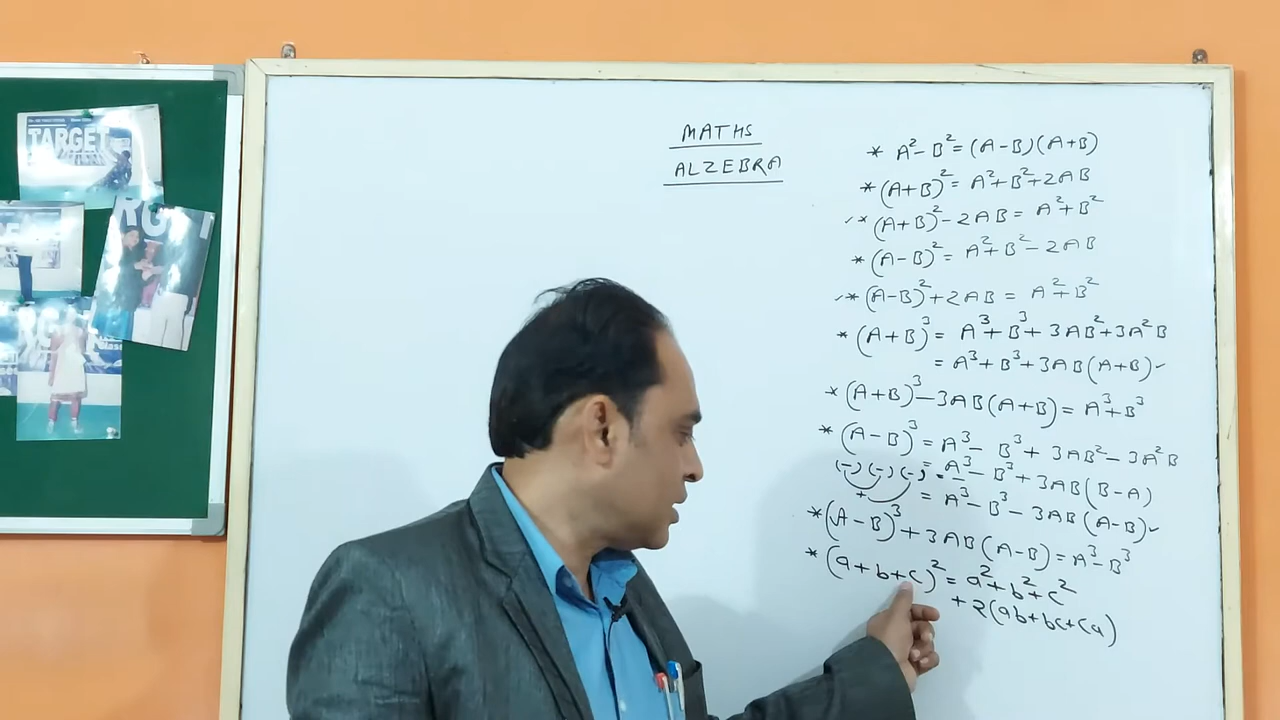 TARGET
RG
MATHS
ALZEBRA
* A²-B²=(A-B)(A+B)
* (A+B)²= A²+B²+2AB
✓* (A+B)²-2AB= A²+B²
* (A-B)²= A²+B²-2AB
✓* (A-B)²+2AB= A²+B²
* (A+B)³= A³+B³+3AB²+3A²B
= A³+B³+3AB(A+B)✓
* (A+B)³-3AB(A+B)= A³+B³
* (A-B)³= A³- B³+ 3AB²-3A²B
(-)(-)(-) = A³- B³+3AB(B-A)
+ = A³-B³-3AB(A-B)✓
* (A-B)³+3AB(A-B)=A³-B³
* (a+b+c)²= a²+b²+c²
+2(ab+bc+ca)